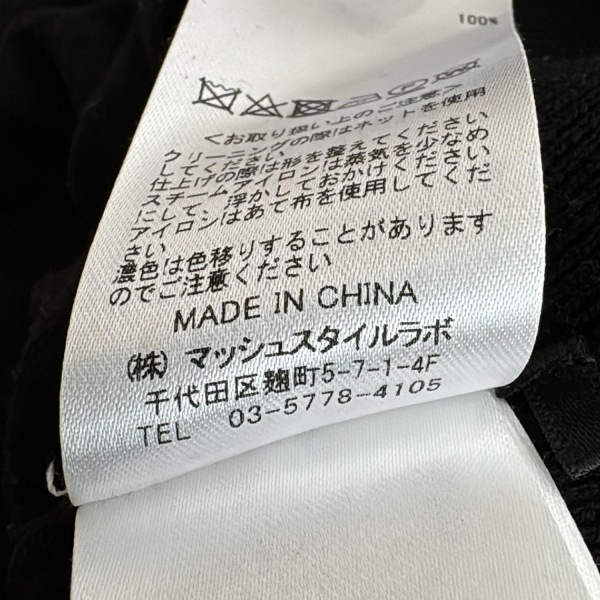 100%
<お取り扱い上のご注意>
クリーニングの際はネットを使用
してください
仕上げの際は形を整えてください
スチームアイロンは蒸気を少なめ
にして、浮かしておかけください
アイロンはあて布を使用してくだ
さい
濃色は色移りすることがあります
のでご注意ください
MADE IN CHINA
(株) マッシュスタイルラボ
千代田区麹町5-7-1-4F
TEL 03-5778-4105